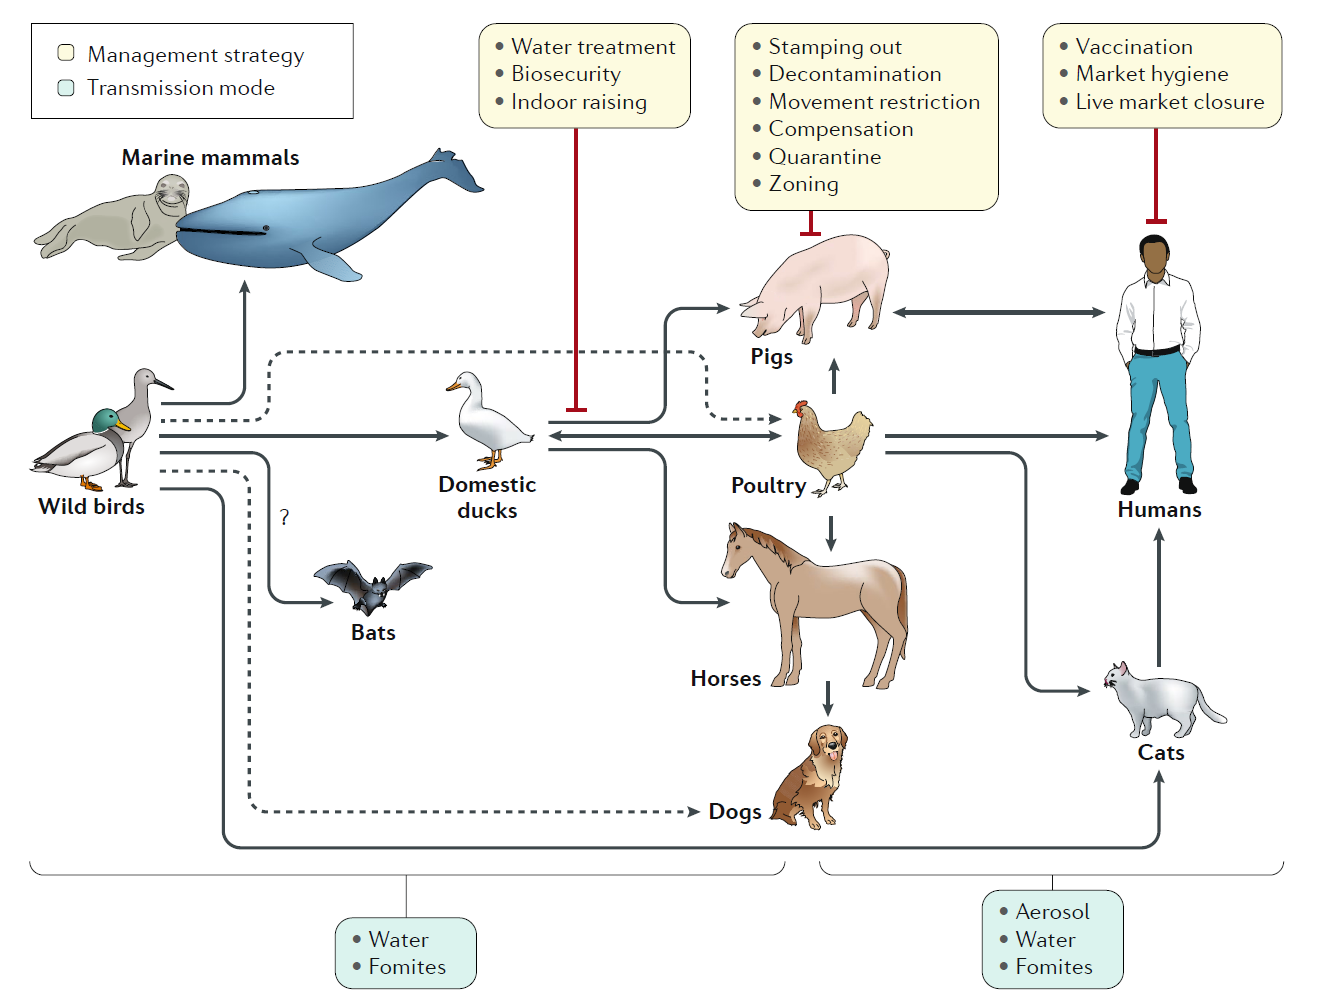 Management strategy
Transmission mode
• Water treatment
• Biosecurity
• Indoor raising
• Stamping out
• Decontamination
• Movement restriction
• Compensation
• Quarantine
• Zoning
• Vaccination
• Market hygiene
• Live market closure
Marine mammals
Pigs
Wild birds
Domestic
ducks
Poultry
Humans
?
Bats
Horses
Cats
Dogs
• Water
• Fomites
• Aerosol
• Water
• Fomites